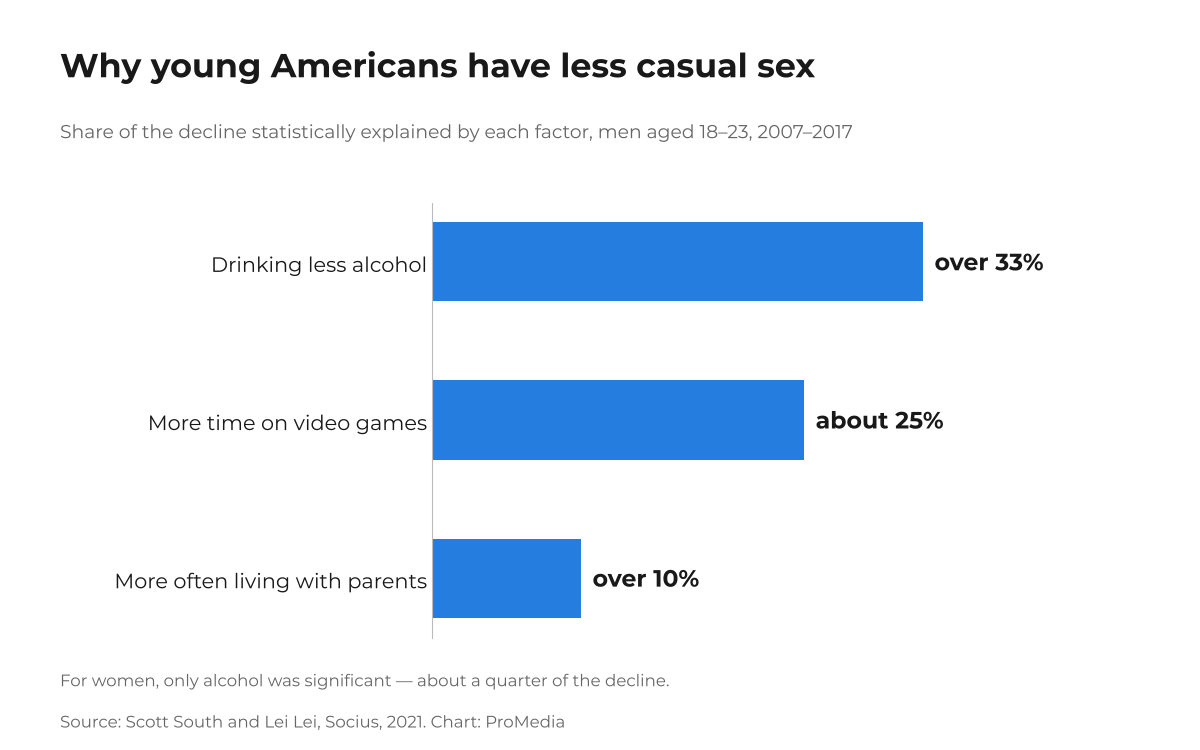 Why young Americans have less casual sex
Share of the decline statistically explained by each factor, men aged 18–23, 2007–2017
Drinking less alcohol
over 33%
More time on video games
about 25%
More often living with parents
over 10%
For women, only alcohol was significant — about a quarter of the decline.
Source: Scott South and Lei Lei, Socius, 2021. Chart: ProMedia